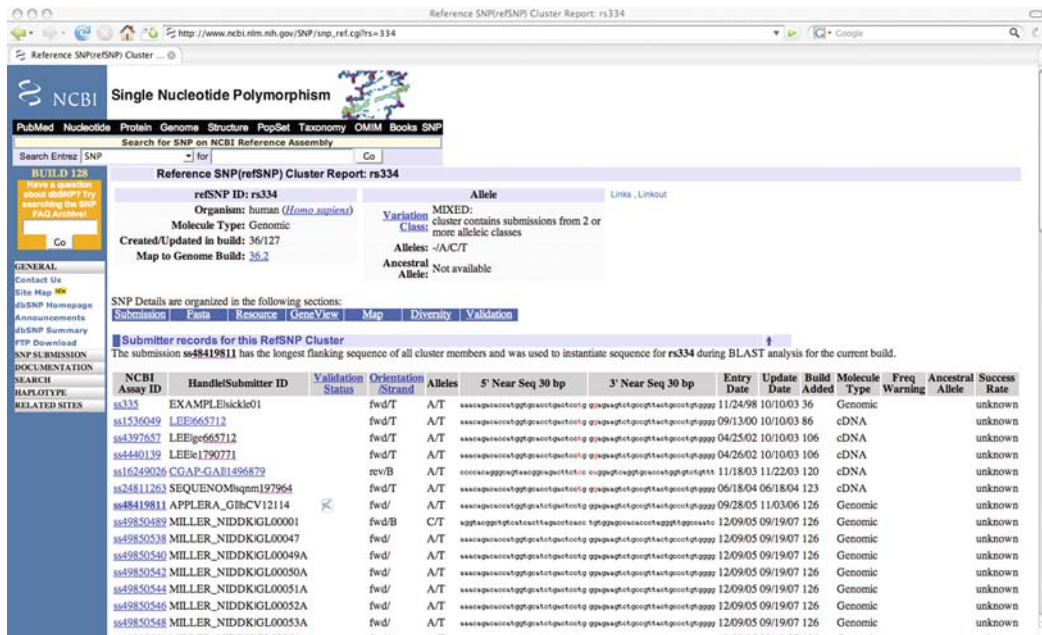 Reference SNP(refSNP) Cluster Report: rs334
http://www.ncbi.nlm.nih.gov/SNP/snp_ref.cgi?rs=334
Google
Reference SNP(refSNP) Cluster ...
NCBI
Single Nucleotide Polymorphism
PubMed Nucleotide Protein Genome Structure PopSet Taxonomy OMIM Books SNP
Search for SNP on NCBI Reference Assembly
Search Entrez SNP for Go
BUILD 128
Have a question
about dbSNP? Try
searching the SNP
FAQ Archive!
Go
GENERAL
Contact Us
Site Map NEW
dbSNP Homepage
Announcements
dbSNP Summary
FTP Download
SNP SUBMISSION
DOCUMENTATION
SEARCH
HAPLOTYPE
RELATED SITES
Reference SNP(refSNP) Cluster Report: rs334
refSNP ID: rs334
Organism: human (Homo sapiens)
Molecule Type: Genomic
Created/Updated in build: 36/127
Map to Genome Build: 36.2
Allele
Variation Class: MIXED:
cluster contains submissions from 2 or
more alleleic classes
Alleles: -/A/C/T
Ancestral Allele: Not available
Links , Linkout
SNP Details are organized in the following sections:
Submission Fasta Resource GeneView Map Diversity Validation
Submitter records for this RefSNP Cluster
The submission ss48419811 has the longest flanking sequence of all cluster members and was used to instantiate sequence for rs334 during BLAST analysis for the current build.
NCBI Assay ID Handle|Submitter ID Validation Status Orientation /Strand Alleles 5' Near Seq 30 bp 3' Near Seq 30 bp Entry Date Update Date Build Added Molecule Type Freq Warning Ancestral Allele Success Rate
ss335 EXAMPLE|sickle01 fwd/T A/T 11/24/98 10/10/03 36 Genomic unknown
ss1536049 LEE|665712 fwd/T A/T 09/13/00 10/10/03 86 cDNA unknown
ss4397657 LEE|ge665712 fwd/T A/T 04/25/02 10/10/03 106 cDNA unknown
ss4440139 LEE|e1790771 fwd/T A/T 04/26/02 10/10/03 106 cDNA unknown
ss16249026 CGAP-GAI|1496879 rev/B A/T 11/18/03 11/22/03 120 cDNA unknown
ss24811263 SEQUENOM|sqnm197964 fwd/T A/T 06/18/04 06/18/04 123 cDNA unknown
ss48419811 APPLERA_GI|hCV12114 fwd/ A/T 09/28/05 11/03/06 126 Genomic unknown
ss49850489 MILLER_NIDDK|GL00001 fwd/B C/T 12/09/05 09/19/07 126 Genomic unknown
ss49850538 MILLER_NIDDK|GL00047 fwd/ A/T 12/09/05 09/19/07 126 Genomic unknown
ss49850540 MILLER_NIDDK|GL00049A fwd/ A/T 12/09/05 09/19/07 126 Genomic unknown
ss49850542 MILLER_NIDDK|GL00050A fwd/ A/T 12/09/05 09/19/07 126 Genomic unknown
ss49850544 MILLER_NIDDK|GL00051A fwd/ A/T 12/09/05 09/19/07 126 Genomic unknown
ss49850546 MILLER_NIDDK|GL00052A fwd/ A/T 12/09/05 09/19/07 126 Genomic unknown
ss49850548 MILLER_NIDDK|GL00053A fwd/ A/T 12/09/05 09/19/07 126 Genomic unknown